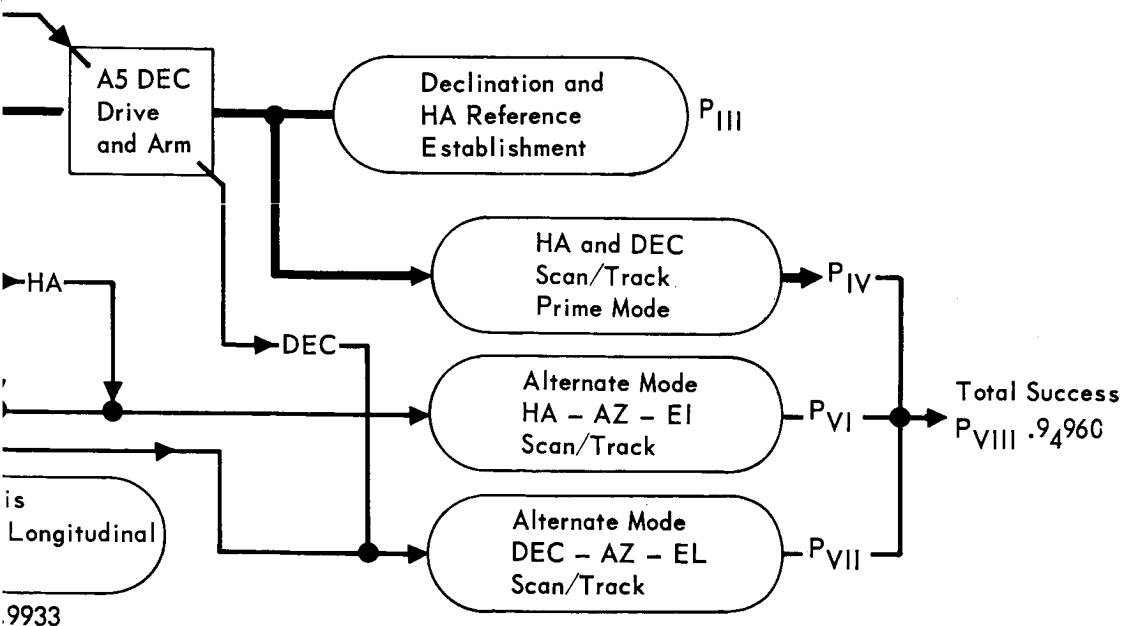 A5 DEC
Drive
and Arm
Declination and
HA Reference
Establishment
P_III
HA and DEC
Scan/Track
Prime Mode
P_IV
HA
DEC
Alternate Mode
HA – AZ – El
Scan/Track
P_VI
Total Success
P_VIII .9_4960
is
Longitudinal
Alternate Mode
DEC – AZ – EL
Scan/Track
P_VII
.9933